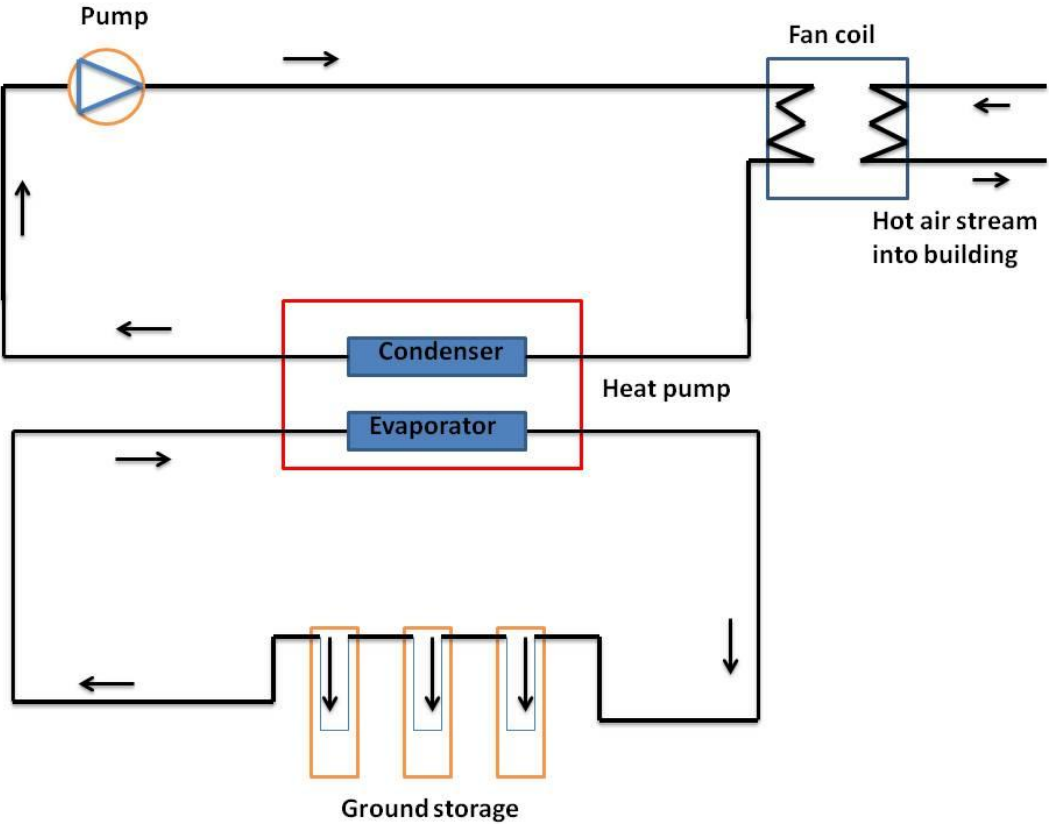 Pump
Fan coil
Hot air stream
into building
Condenser
Heat pump
Evaporator
Ground storage